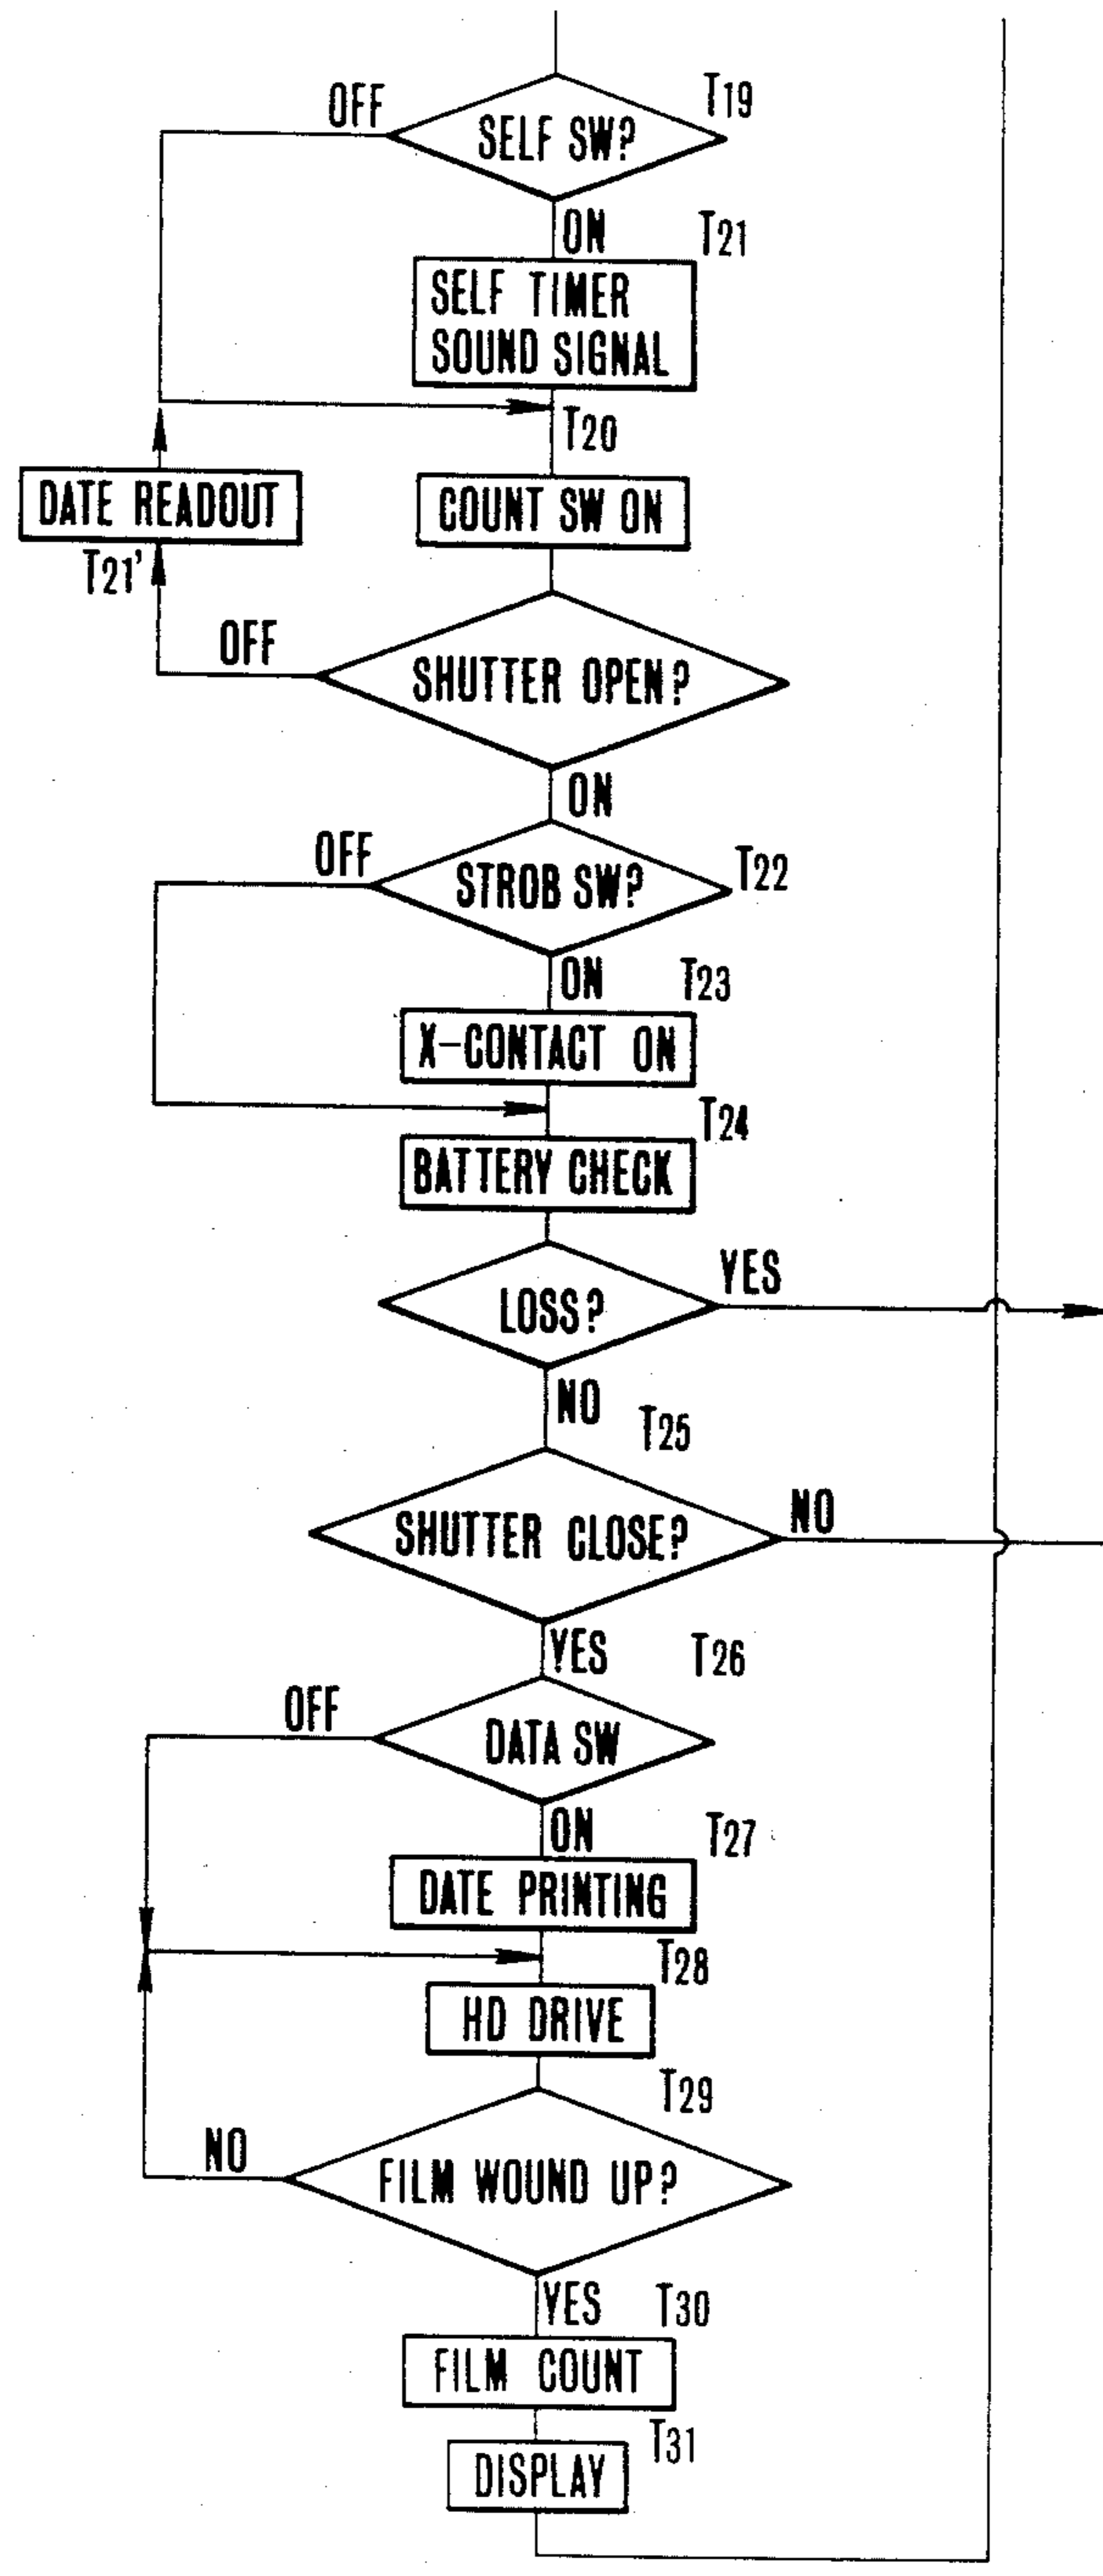 T19
OFF
SELF SW?
ON
T21
SELF TIMER
SOUND SIGNAL
T20
DATE READOUT
COUNT SW ON
T21'
OFF
SHUTTER OPEN?
ON
OFF
STROB SW?
T22
ON
T23
X-CONTACT ON
T24
BATTERY CHECK
YES
LOSS?
NO
T25
NO
SHUTTER CLOSE?
YES
T26
OFF
DATA SW
ON
T27
DATE PRINTING
T28
HD DRIVE
T29
NO
FILM WOUND UP?
YES
T30
FILM COUNT
T31
DISPLAY